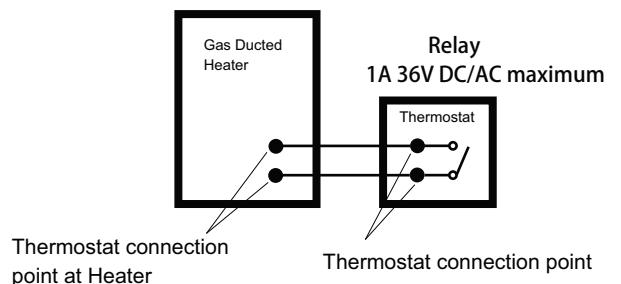 Gas Ducted
Heater
Relay
1A 36V DC/AC maximum
Thermostat
Thermostat connection
point at Heater
Thermostat connection point